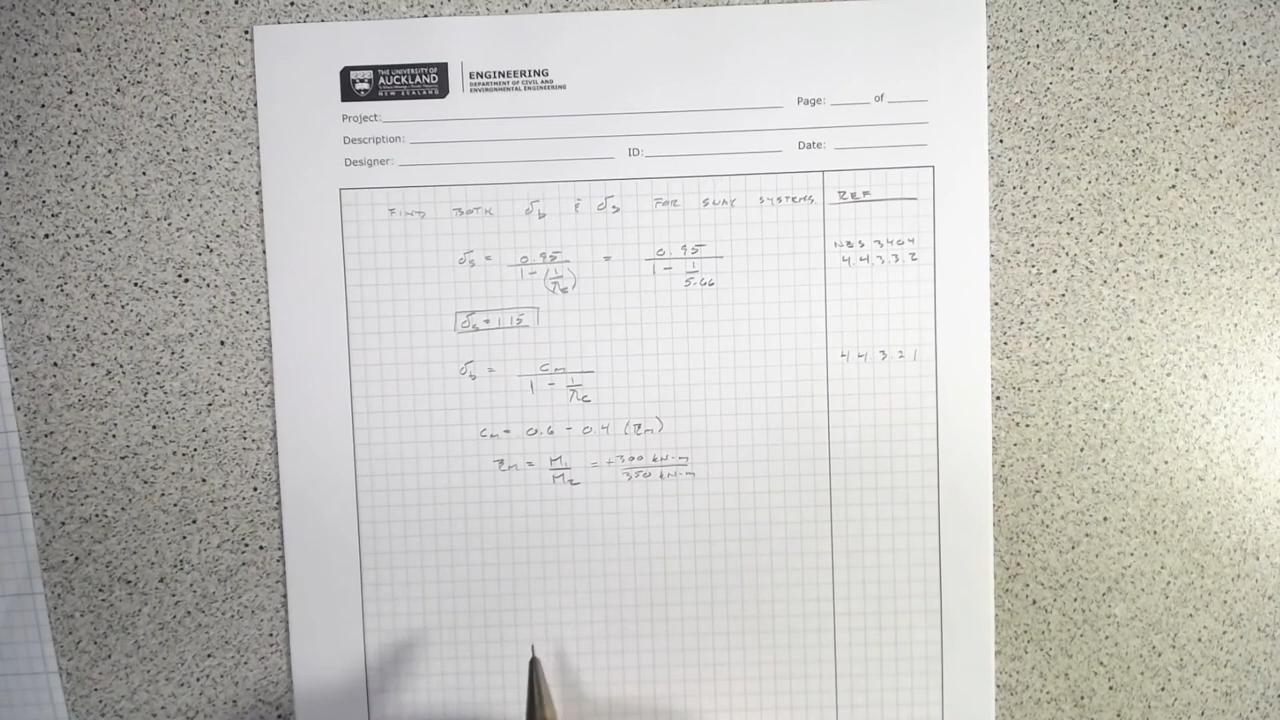 THE UNIVERSITY OF
AUCKLAND
NEW ZEALAND
ENGINEERING
DEPARTMENT OF CIVIL AND
ENVIRONMENTAL ENGINEERING
Page: ______ of ______
Project:
Description:
Designer: ID: Date:
FIND BOTH δb & δs FOR SWAY SYSTEMS
REF
δs = 0.95 / (1 - (1/λc)) = 0.95 / (1 - 1/5.66)
NZS 3404
4.4.3.3.2
δs = 1.15
δb = cm / (1 - 1/λc)
4.4.3.2.1
cm = 0.6 - 0.4 (βm)
βm = M1/M2 = +300 kN-m / 350 kN-m